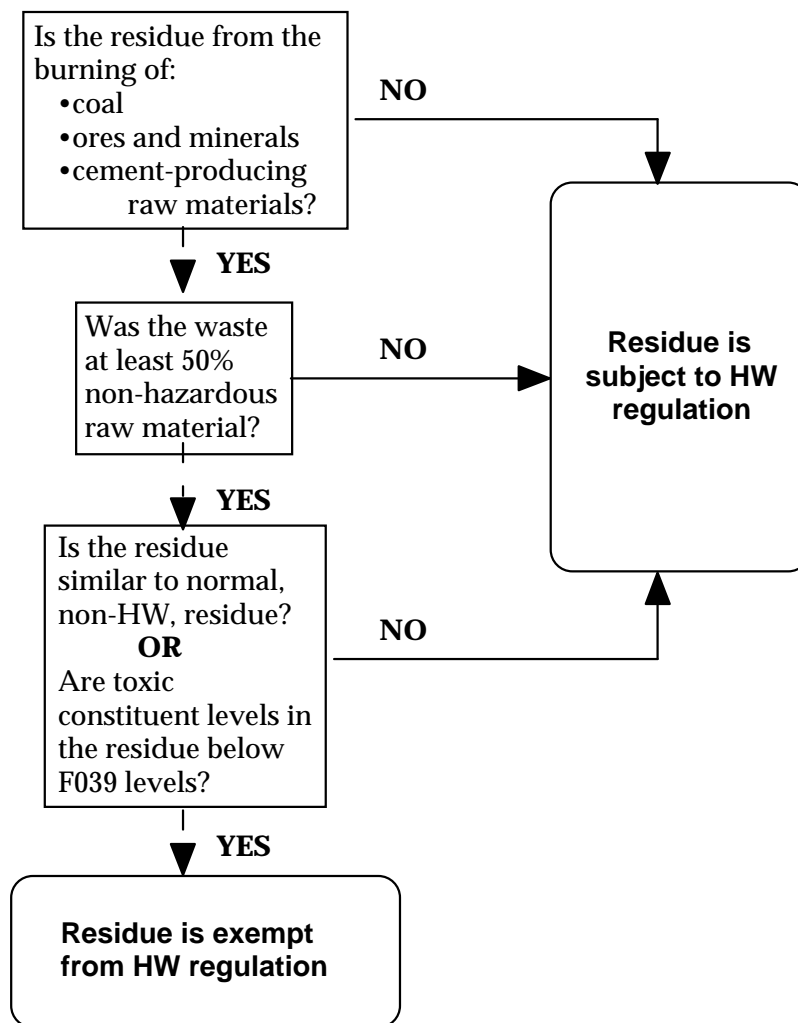 Is the residue from the
burning of:
•coal
•ores and minerals
•cement-producing
raw materials?
NO
YES
Was the waste
at least 50%
non-hazardous
raw material?
NO
Residue is
subject to HW
regulation
YES
Is the residue
similar to normal,
non-HW, residue?
OR
Are toxic
constituent levels in
the residue below
F039 levels?
NO
YES
Residue is exempt
from HW regulation